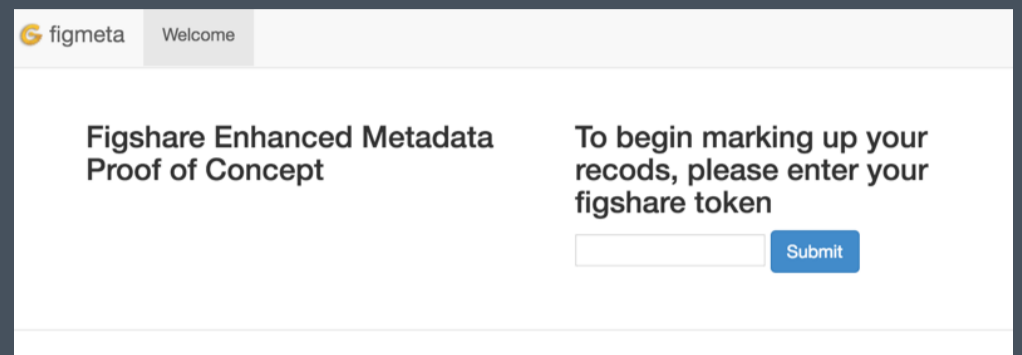 figmeta Welcome
Figshare Enhanced Metadata
Proof of Concept
To begin marking up your
recods, please enter your
figshare token
Submit